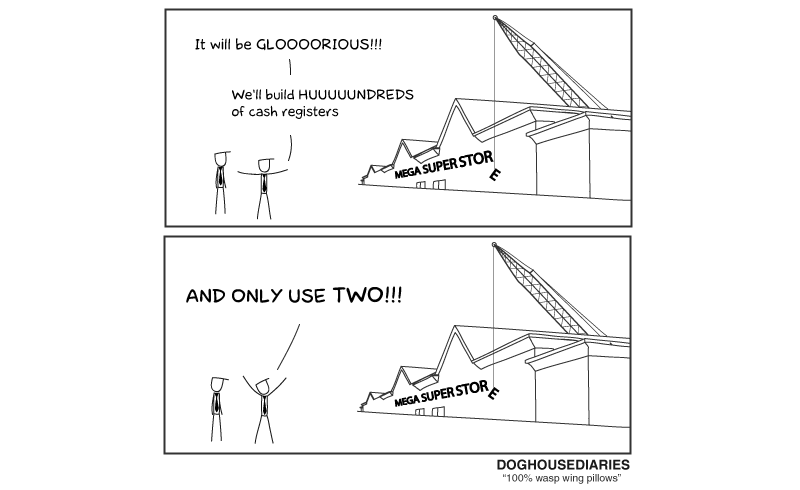 It will be GLOOOORIOUS!!!
We'll build HUUUUUNDREDS
of cash registers
MEGA SUPER STOR
E
AND ONLY USE TWO!!!
MEGA SUPER STOR
E
DOGHOUSEDIARIES
"100% wasp wing pillows"